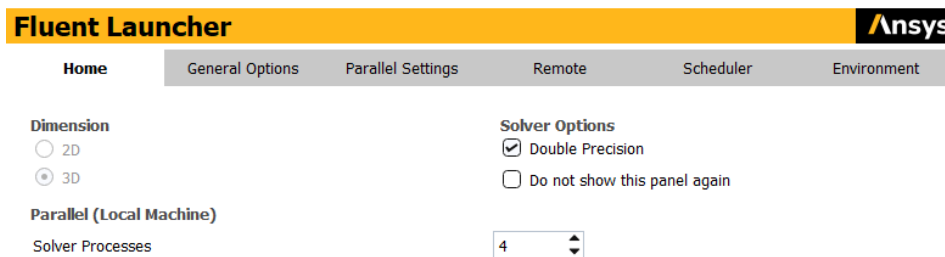 Fluent Launcher
Ansys
Home General Options Parallel Settings Remote Scheduler Environment
Dimension
2D
3D
Solver Options
Double Precision
Do not show this panel again
Parallel (Local Machine)
Solver Processes 4